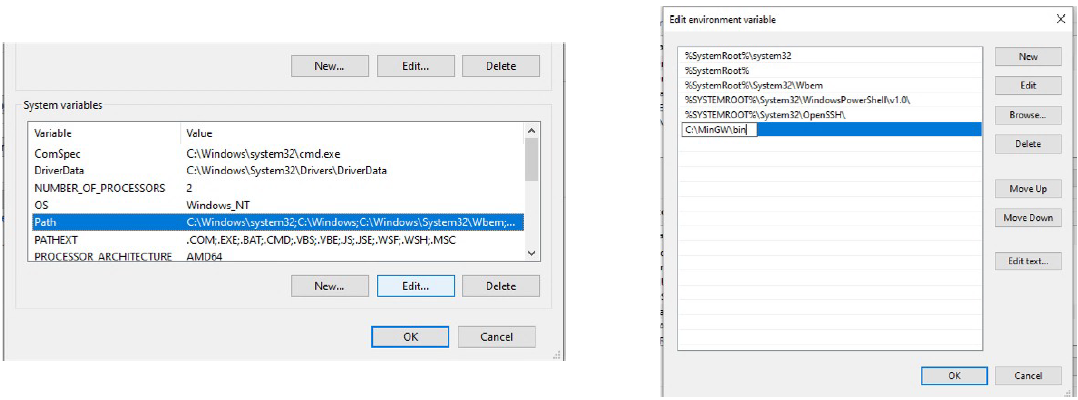 New... Edit... Delete
System variables
Variable Value
ComSpec C:\Windows\system32\cmd.exe
DriverData C:\Windows\System32\Drivers\DriverData
NUMBER_OF_PROCESSORS 2
OS Windows_NT
Path C:\Windows\system32;C:\Windows;C:\Windows\System32\Wbem;...
PATHEXT .COM;.EXE;.BAT;.CMD;.VBS;.VBE;.JS;.JSE;.WSF;.WSH;.MSC
PROCESSOR_ARCHITECTURE AMD64
New... Edit... Delete
OK Cancel
Edit environment variable
%SystemRoot%\system32
%SystemRoot%
%SystemRoot%\System32\Wbem
%SYSTEMROOT%\System32\WindowsPowerShell\v1.0\
%SYSTEMROOT%\System32\OpenSSH\
C:\MinGW\bin
New
Edit
Browse...
Delete
Move Up
Move Down
Edit text...
OK Cancel